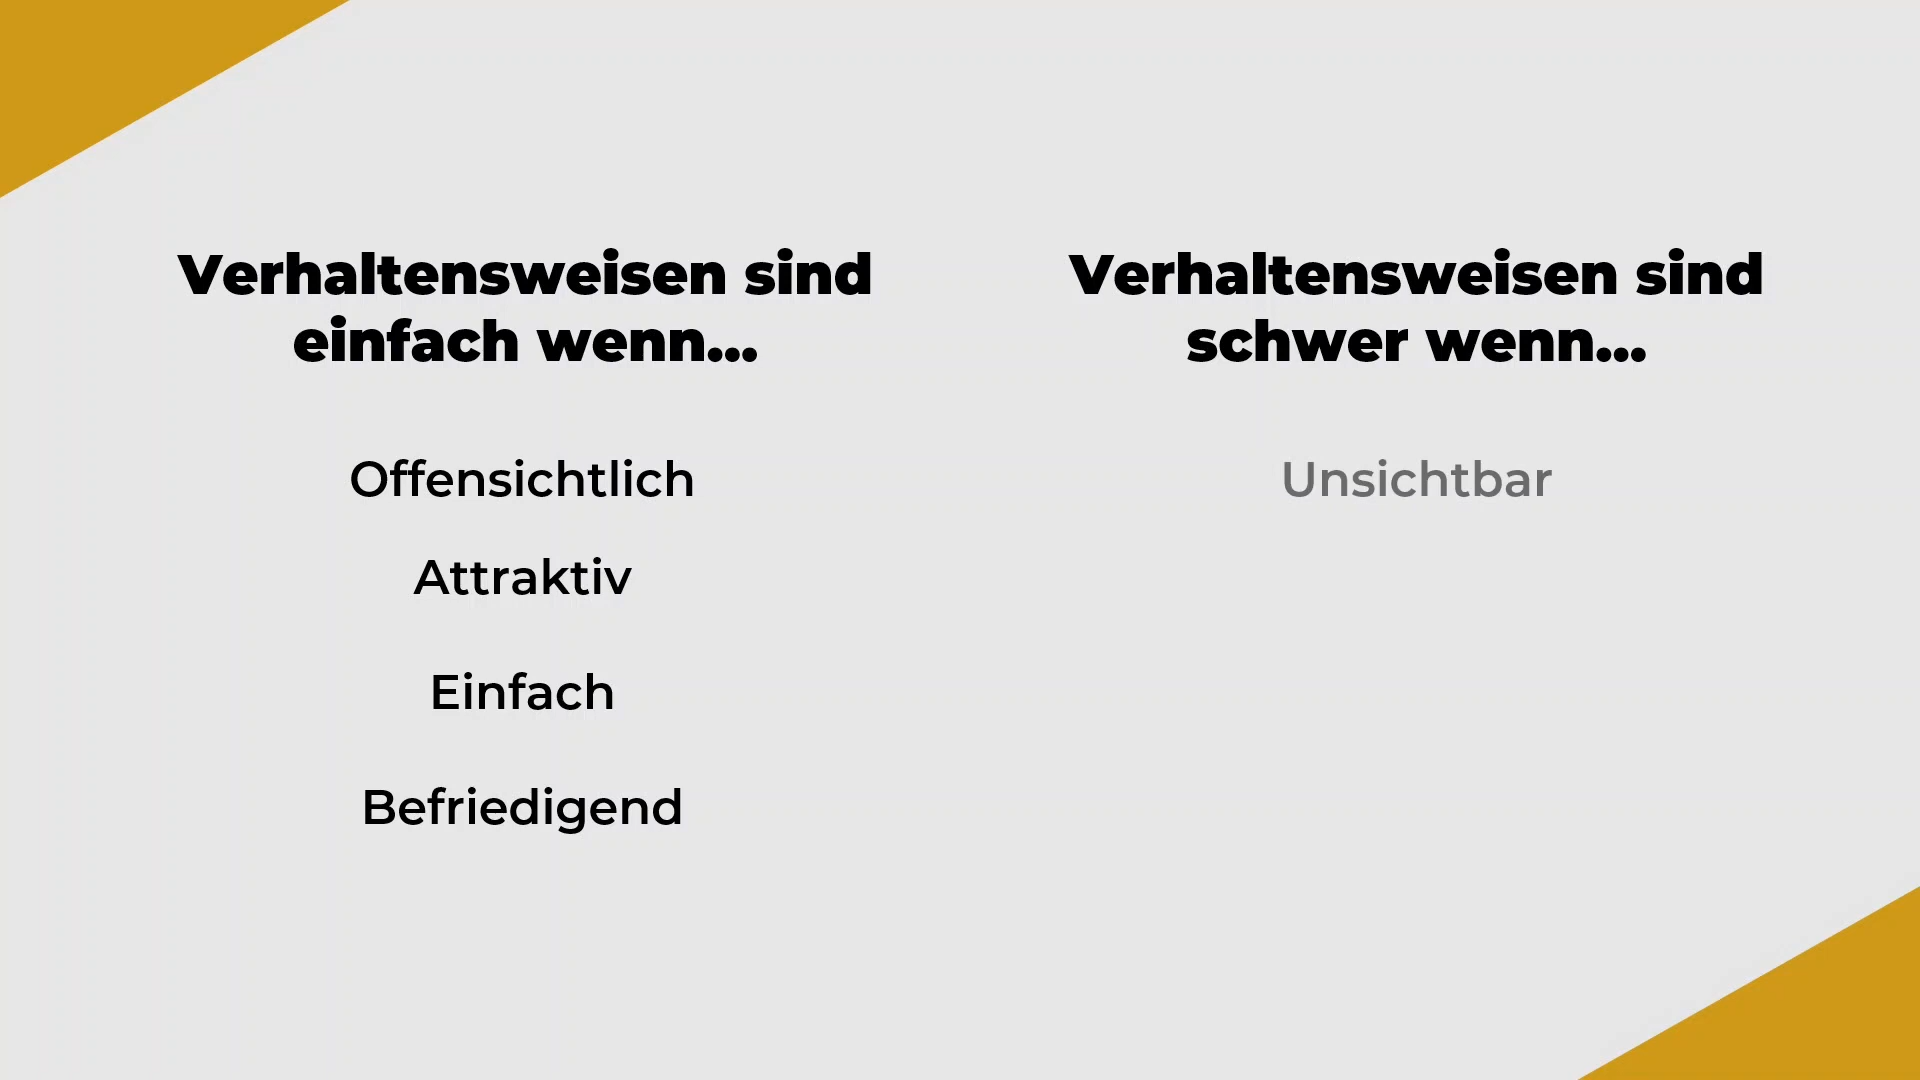 Verhaltensweisen sind
einfach wenn...
Offensichtlich
Attraktiv
Einfach
Befriedigend
Verhaltensweisen sind
schwer wenn...
Unsichtbar